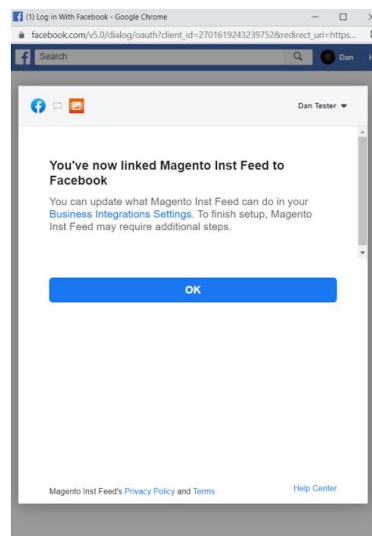 (1) Log in With Facebook - Google Chrome
facebook.com/v5.0/dialog/oauth?client_id=2701619243239752&redirect_uri=https...
Search
Dan
Dan Tester
You've now linked Magento Inst Feed to
Facebook
You can update what Magento Inst Feed can do in your
Business Integrations Settings. To finish setup, Magento
Inst Feed may require additional steps.
OK
Magento Inst Feed's Privacy Policy and Terms
Help Center